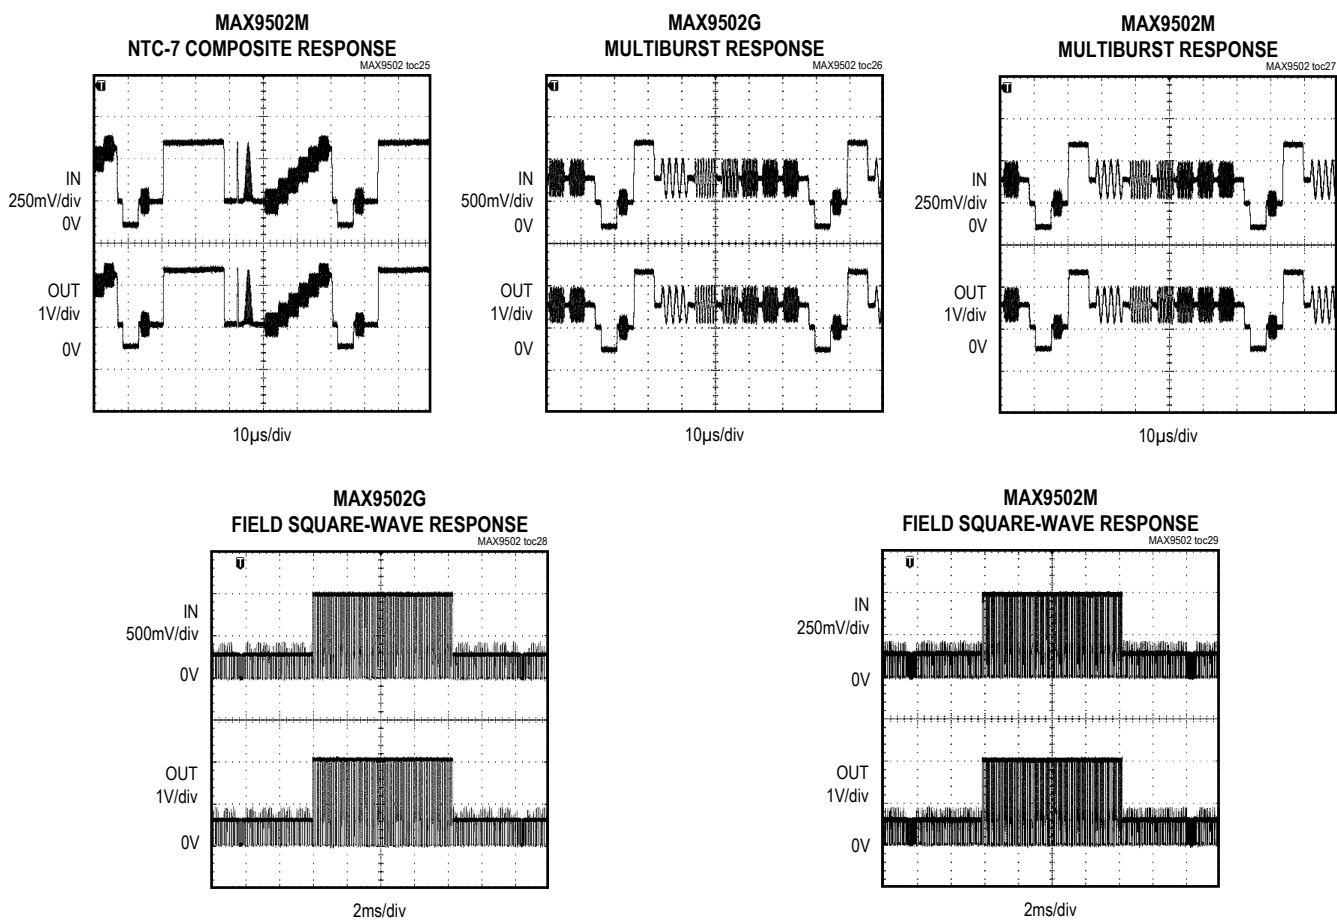 MAX9502M
NTC-7 COMPOSITE RESPONSE
MAX9502 toc25
T
IN
250mV/div
0V
OUT
1V/div
0V
10µs/div
MAX9502G
MULTIBURST RESPONSE
MAX9502 toc26
T
IN
500mV/div
0V
OUT
1V/div
0V
10µs/div
MAX9502M
MULTIBURST RESPONSE
MAX9502 toc27
T
IN
250mV/div
0V
OUT
1V/div
0V
10µs/div
MAX9502G
FIELD SQUARE-WAVE RESPONSE
MAX9502 toc28
T
IN
500mV/div
0V
OUT
1V/div
0V
2ms/div
MAX9502M
FIELD SQUARE-WAVE RESPONSE
MAX9502 toc29
T
IN
250mV/div
0V
OUT
1V/div
0V
2ms/div